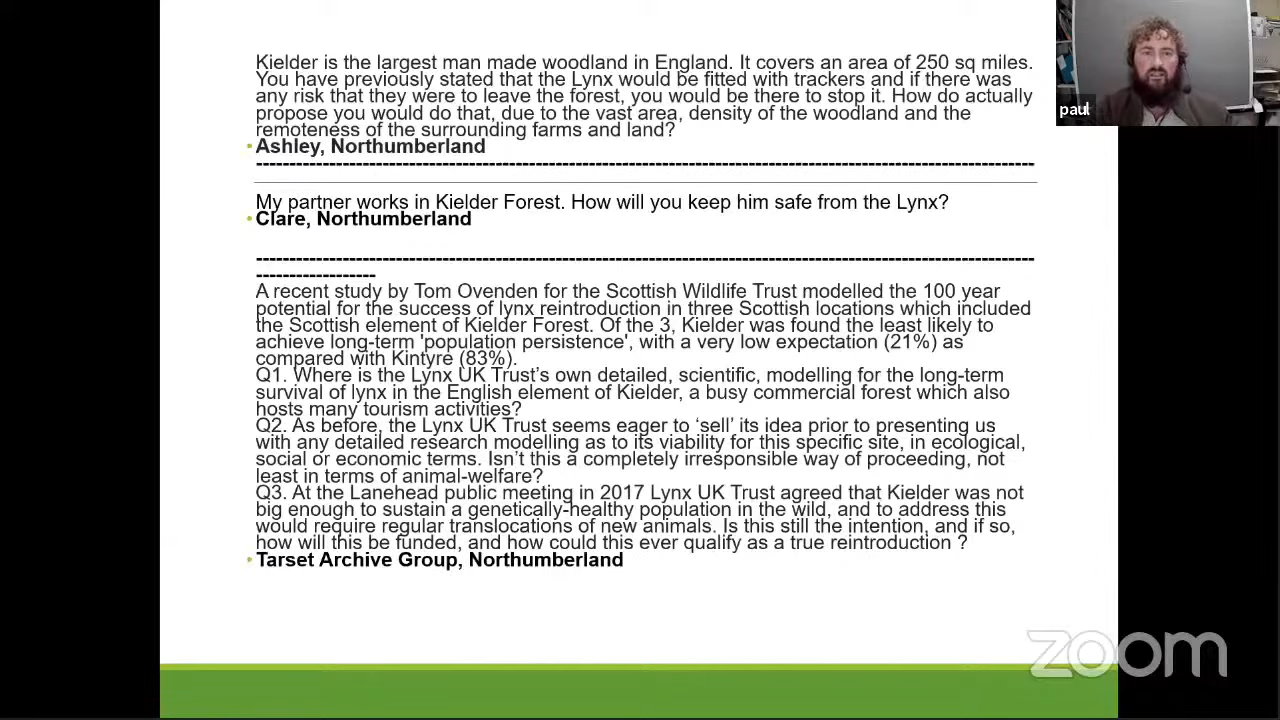 Kielder is the largest man made woodland in England. It covers an area of 250 sq miles.
You have previously stated that the Lynx would be fitted with trackers and if there was
any risk that they were to leave the forest, you would be there to stop it. How do actually
propose you would do that, due to the vast area, density of the woodland and the
remoteness of the surrounding farms and land?
• Ashley, Northumberland
---------------------------------------------------------------------------------------------------------------------
My partner works in Kielder Forest. How will you keep him safe from the Lynx?
• Clare, Northumberland
---------------------------------------------------------------------------------------------------------------------
------------------
A recent study by Tom Ovenden for the Scottish Wildlife Trust modelled the 100 year
potential for the success of lynx reintroduction in three Scottish locations which included
the Scottish element of Kielder Forest. Of the 3, Kielder was found the least likely to
achieve long-term 'population persistence', with a very low expectation (21%) as
compared with Kintyre (83%).
Q1. Where is the Lynx UK Trust's own detailed, scientific, modelling for the long-term
survival of lynx in the English element of Kielder, a busy commercial forest which also
hosts many tourism activities?
Q2. As before, the Lynx UK Trust seems eager to ‘sell’ its idea prior to presenting us
with any detailed research modelling as to its viability for this specific site, in ecological,
social or economic terms. Isn’t this a completely irresponsible way of proceeding, not
least in terms of animal-welfare?
Q3. At the Lanehead public meeting in 2017 Lynx UK Trust agreed that Kielder was not
big enough to sustain a genetically-healthy population in the wild, and to address this
would require regular translocations of new animals. Is this still the intention, and if so,
how will this be funded, and how could this ever qualify as a true reintroduction ?
• Tarset Archive Group, Northumberland
paul
zoom